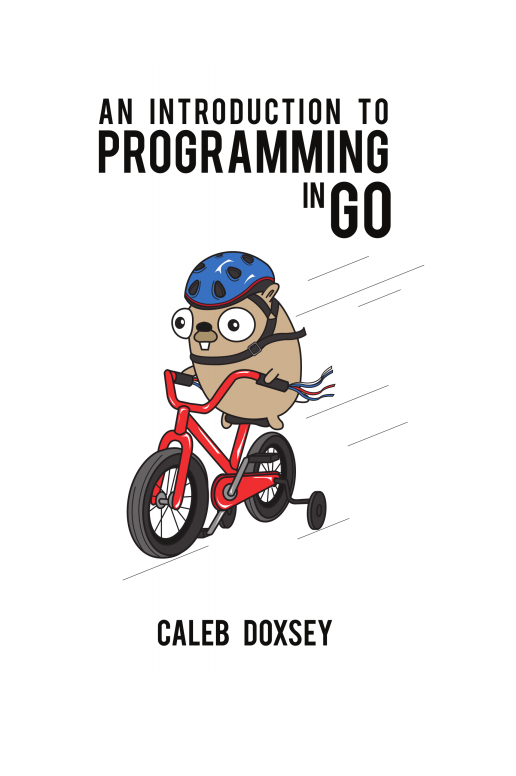 AN INTRODUCTION TO
PROGRAMMING
IN GO
CALEB DOXSEY